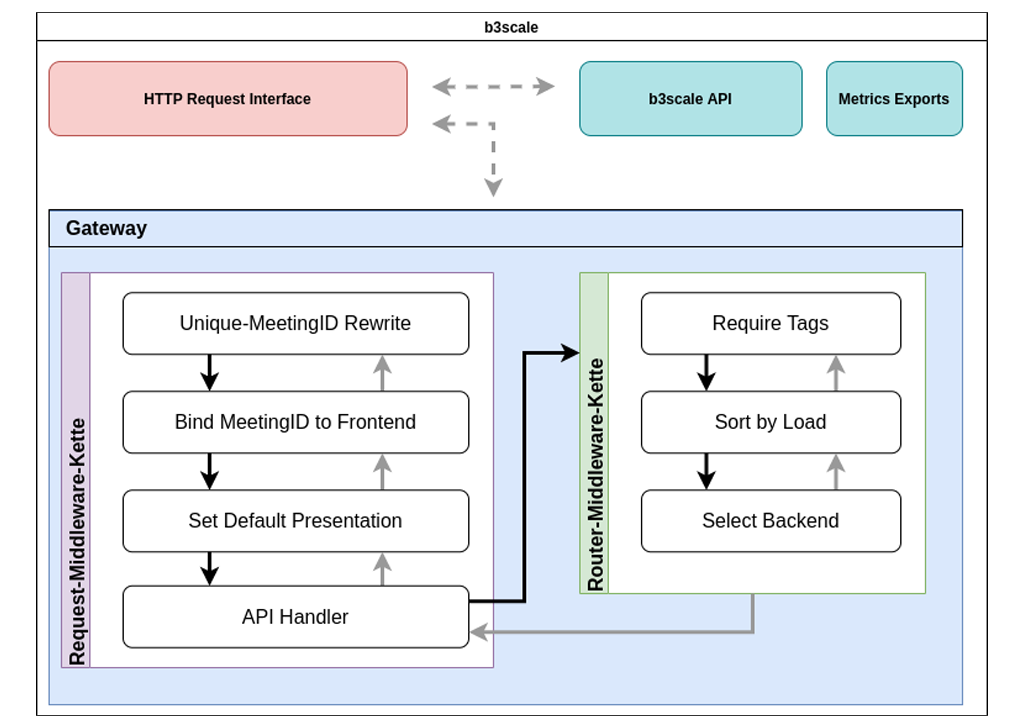 b3scale
HTTP Request Interface
b3scale API
Metrics Exports
Gateway
Request-Middleware-Kette
Unique-MeetingID Rewrite
Bind MeetingID to Frontend
Set Default Presentation
API Handler
Router-Middleware-Kette
Require Tags
Sort by Load
Select Backend